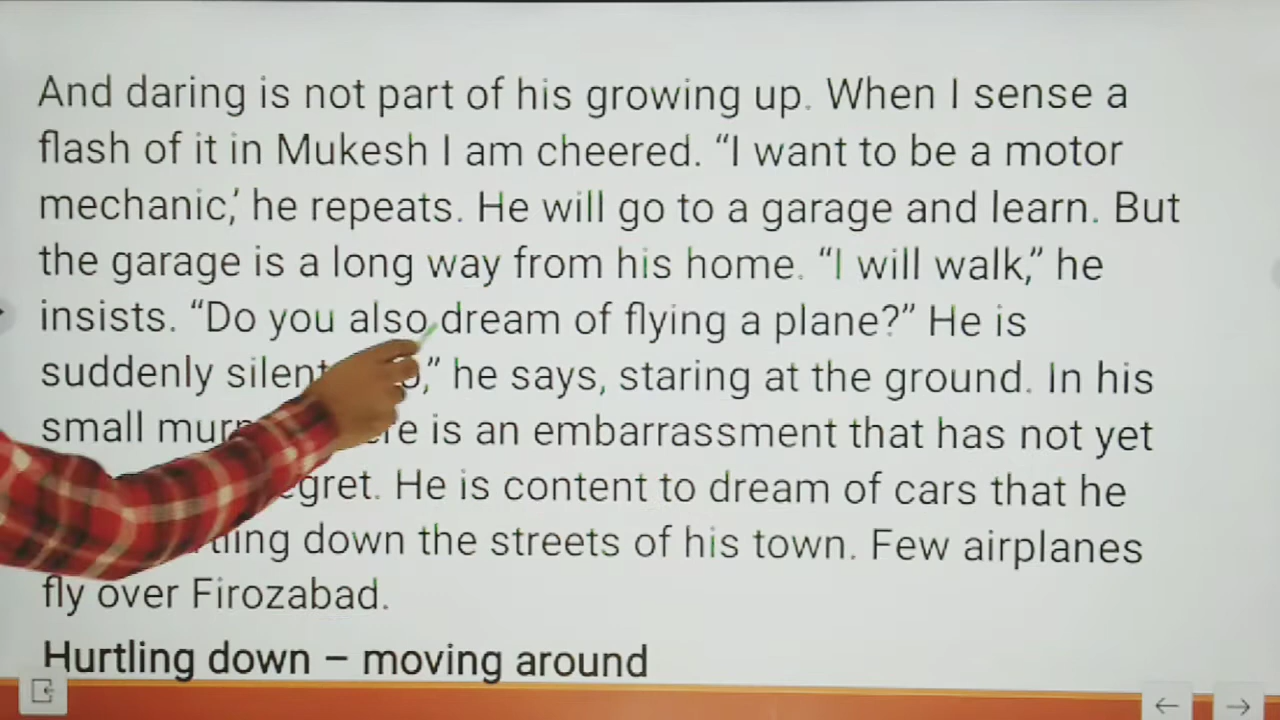 And daring is not part of his growing up. When I sense a
flash of it in Mukesh I am cheered. “I want to be a motor
mechanic,’ he repeats. He will go to a garage and learn. But
the garage is a long way from his home. “I will walk,” he
insists. “Do you also dream of flying a plane?” He is
suddenly silent ” he says, staring at the ground. In his
small is an embarrassment that has not yet
regret. He is content to dream of cars that he
down the streets of his town. Few airplanes
fly over Firozabad.
Hurtling down – moving around